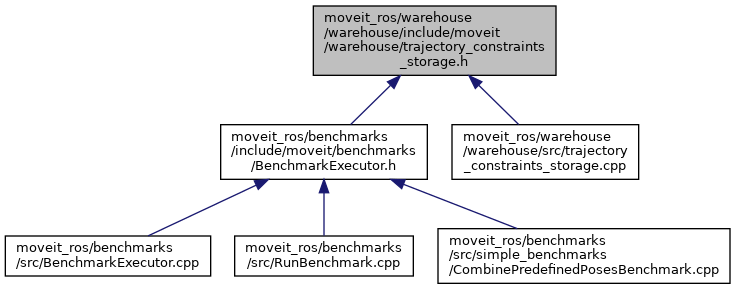 moveit_ros/warehouse
/warehouse/include/moveit
/warehouse/trajectory_constraints
_storage.h
moveit_ros/benchmarks
/include/moveit/benchmarks
/BenchmarkExecutor.h
moveit_ros/warehouse
/warehouse/src/trajectory
_constraints_storage.cpp
moveit_ros/benchmarks
/src/BenchmarkExecutor.cpp
moveit_ros/benchmarks
/src/RunBenchmark.cpp
moveit_ros/benchmarks
/src/simple_benchmarks
/CombinePredefinedPosesBenchmark.cpp